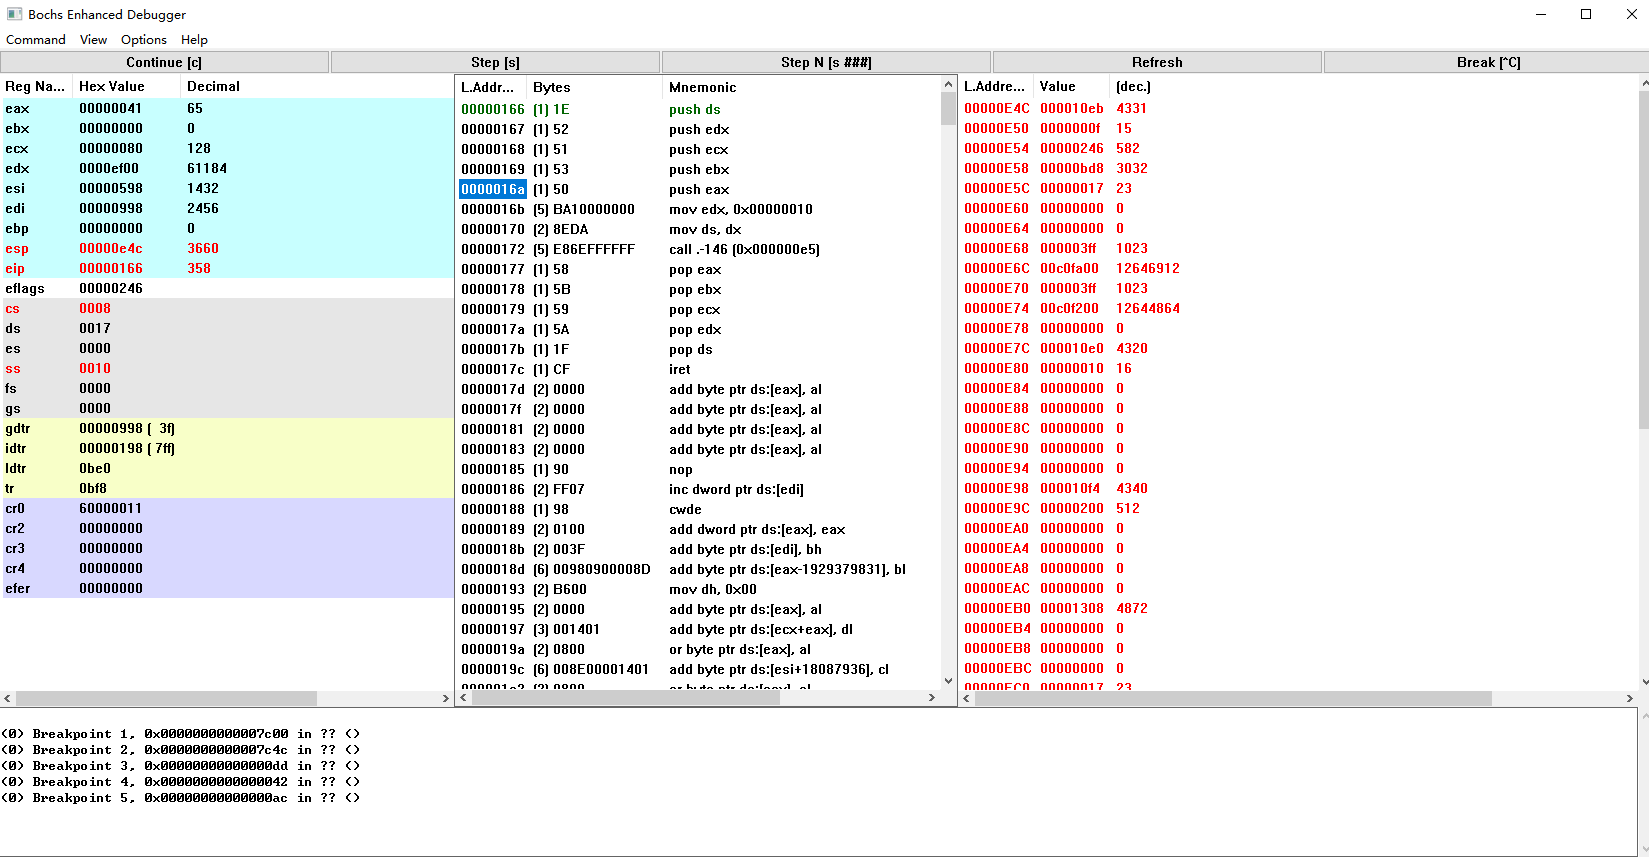 Bochs Enhanced Debugger
Command View Options Help
Continue [c] Step [s] Step N [s ###] Refresh Break [^C]
Reg Na... Hex Value Decimal
eax 00000041 65
ebx 00000000 0
ecx 00000080 128
edx 0000ef00 61184
esi 00000598 1432
edi 00000998 2456
ebp 00000000 0
esp 00000e4c 3660
eip 00000166 358
eflags 00000246
cs 0008
ds 0017
es 0000
ss 0010
fs 0000
gs 0000
gdtr 00000998 ( 3f)
idtr 00000198 ( 7ff)
ldtr 0be0
tr 0bf8
cr0 60000011
cr2 00000000
cr3 00000000
cr4 00000000
efer 00000000
L.Addr... Bytes Mnemonic
00000166 (1) 1E push ds
00000167 (1) 52 push edx
00000168 (1) 51 push ecx
00000169 (1) 53 push ebx
0000016a (1) 50 push eax
0000016b (5) BA10000000 mov edx, 0x00000010
00000170 (2) 8EDA mov ds, dx
00000172 (5) E86EFFFFFF call .-146 (0x000000e5)
00000177 (1) 58 pop eax
00000178 (1) 5B pop ebx
00000179 (1) 59 pop ecx
0000017a (1) 5A pop edx
0000017b (1) 1F pop ds
0000017c (1) CF iret
0000017d (2) 0000 add byte ptr ds:[eax], al
0000017f (2) 0000 add byte ptr ds:[eax], al
00000181 (2) 0000 add byte ptr ds:[eax], al
00000183 (2) 0000 add byte ptr ds:[eax], al
00000185 (1) 90 nop
00000186 (2) FF07 inc dword ptr ds:[edi]
00000188 (1) 98 cwde
00000189 (2) 0100 add dword ptr ds:[eax], eax
0000018b (2) 003F add byte ptr ds:[edi], bh
0000018d (6) 00980900008D add byte ptr ds:[eax-1929379831], bl
00000193 (2) B600 mov dh, 0x00
00000195 (2) 0000 add byte ptr ds:[eax], al
00000197 (3) 001401 add byte ptr ds:[ecx+eax], dl
0000019a (2) 0800 or byte ptr ds:[eax], al
0000019c (6) 008E00001401 add byte ptr ds:[esi+18087936], cl
000001a2 (2) 0800 or byte ptr ds:[eax], al
L.Addre... Value (dec.)
00000E4C 000010eb 4331
00000E50 0000000f 15
00000E54 00000246 582
00000E58 00000bd8 3032
00000E5C 00000017 23
00000E60 00000000 0
00000E64 00000000 0
00000E68 000003ff 1023
00000E6C 00c0fa00 12646912
00000E70 000003ff 1023
00000E74 00c0f200 12644864
00000E78 00000000 0
00000E7C 000010e0 4320
00000E80 00000010 16
00000E84 00000000 0
00000E88 00000000 0
00000E8C 00000000 0
00000E90 00000000 0
00000E94 00000000 0
00000E98 000010f4 4340
00000E9C 00000200 512
00000EA0 00000000 0
00000EA4 00000000 0
00000EA8 00000000 0
00000EAC 00000000 0
00000EB0 00001308 4872
00000EB4 00000000 0
00000EB8 00000000 0
00000EBC 00000000 0
00000EC0 00000017 23
(0) Breakpoint 1, 0x0000000000007c00 in ?? ()
(0) Breakpoint 2, 0x0000000000007c4c in ?? ()
(0) Breakpoint 3, 0x00000000000000dd in ?? ()
(0) Breakpoint 4, 0x0000000000000042 in ?? ()
(0) Breakpoint 5, 0x00000000000000ac in ?? ()